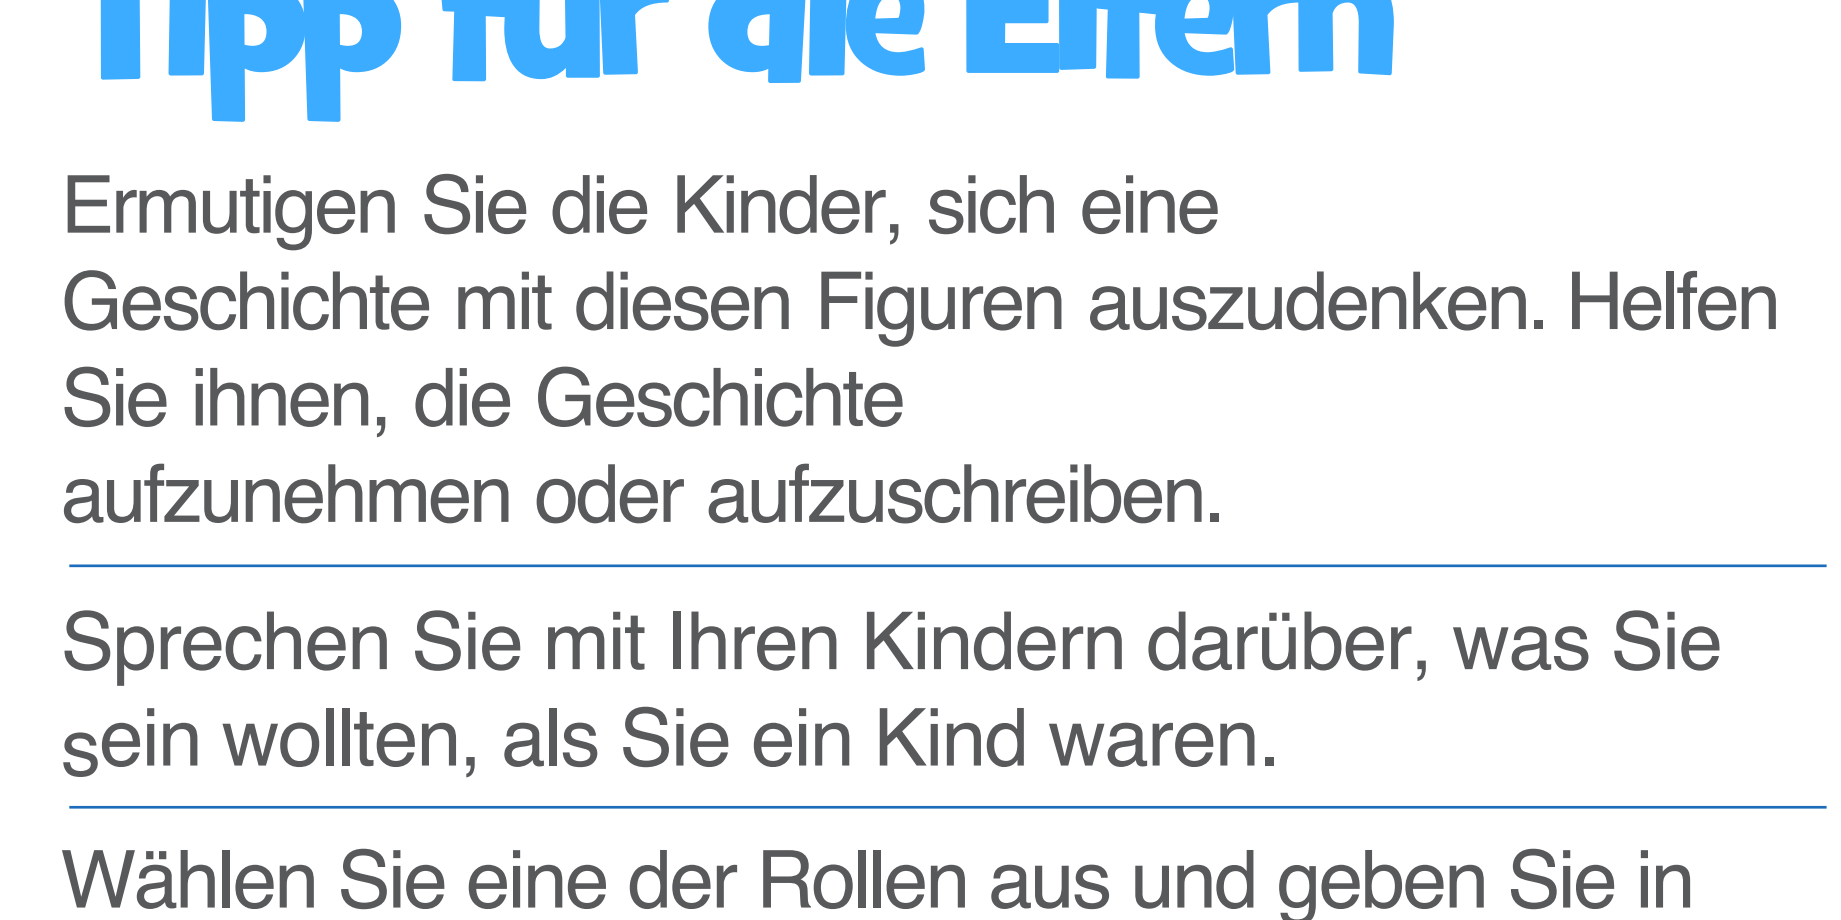 Tipp für die Eltern
Ermutigen Sie die Kinder, sich eine
Geschichte mit diesen Figuren auszudenken. Helfen
Sie ihnen, die Geschichte
aufzunehmen oder aufzuschreiben.
Sprechen Sie mit Ihren Kindern darüber, was Sie
sein wollten, als Sie ein Kind waren.
Wählen Sie eine der Rollen aus und geben Sie in